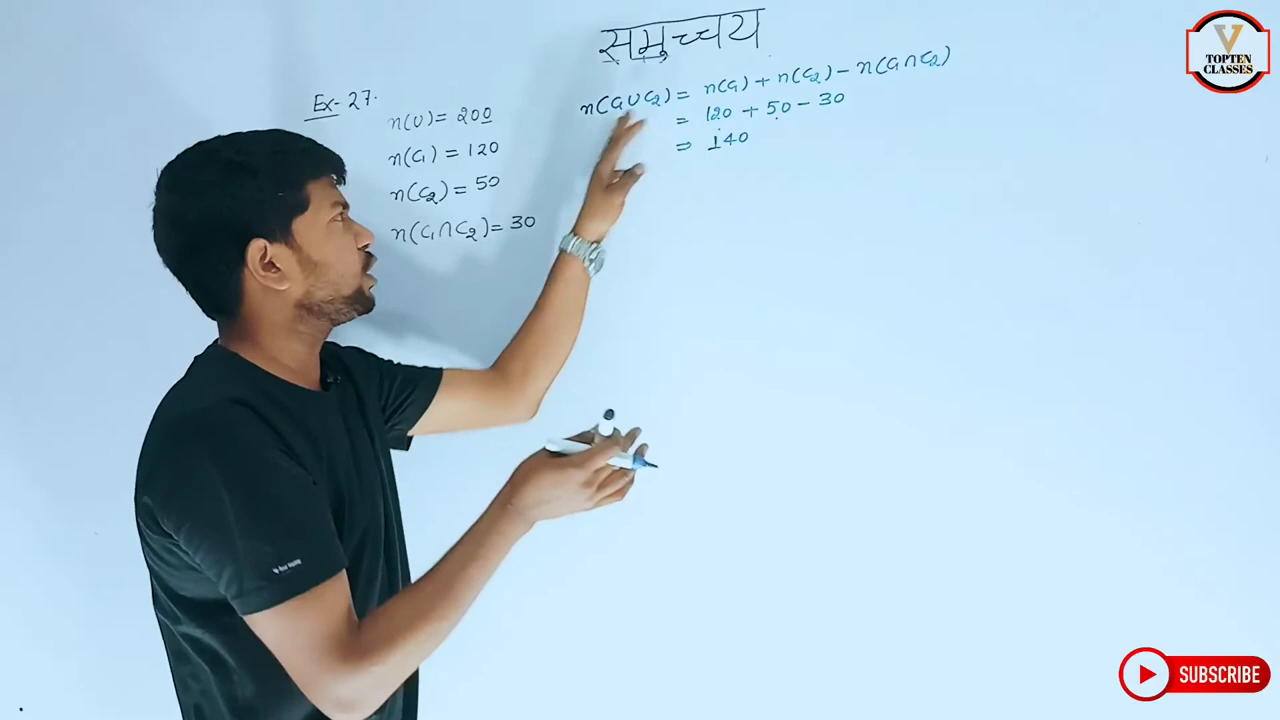 समुच्चय
Ex- 27.
n(U) = 200
n(C₁) = 120
n(C₂) = 50
n(C₁∩C₂) = 30
n(C₁∪C₂) = n(C₁) + n(C₂) − n(C₁∩C₂)
= 120 + 50 − 30
⇒ 140
V
TOPTEN
CLASSES
SUBSCRIBE